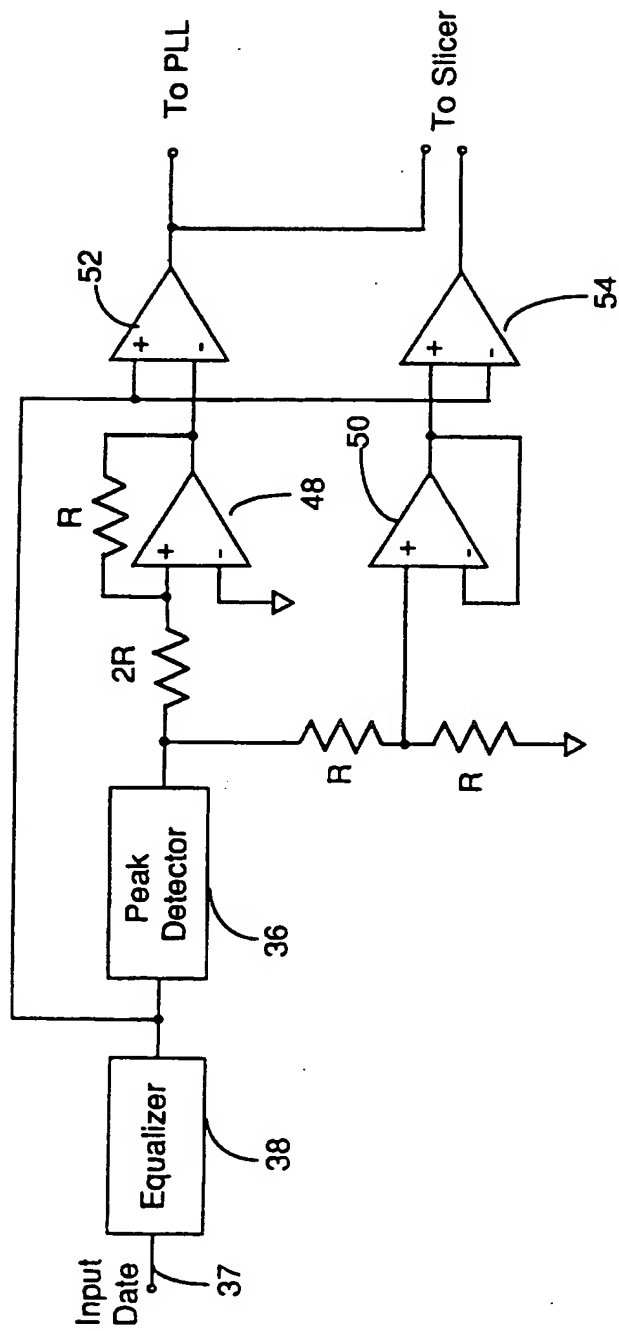 Input
Date
37
Equalizer
38
Peak
Detector
36
2R
R
+
-
48
R
R
+
-
50
+
-
52
+
-
54
To PLL
To Slicer